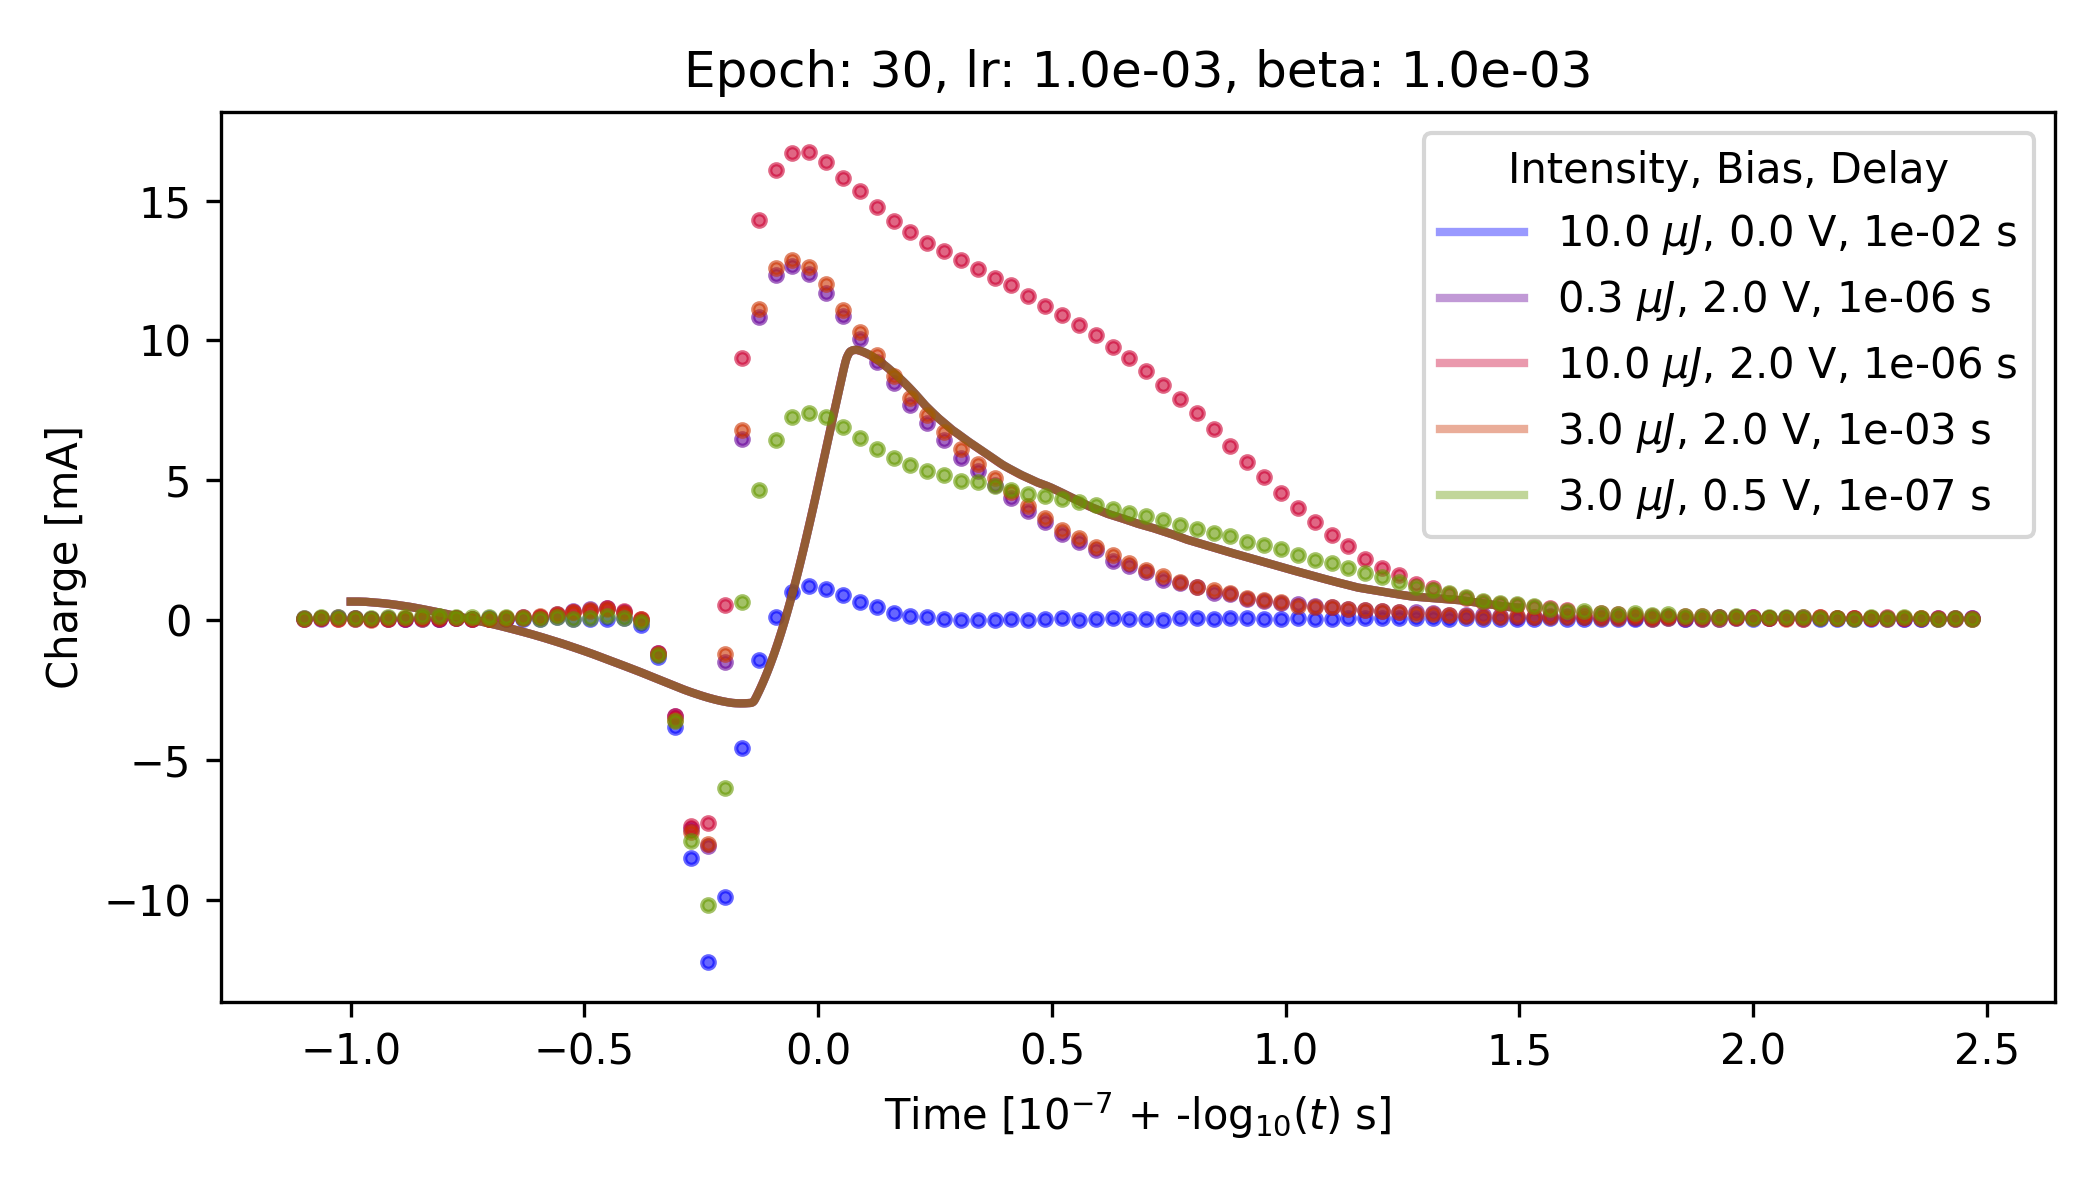 Epoch: 30, lr: 1.0e-03, beta: 1.0e-03
Charge [mA]
15
10
5
0
−5
−10
Intensity, Bias, Delay
10.0 μJ, 0.0 V, 1e-02 s
0.3 μJ, 2.0 V, 1e-06 s
10.0 μJ, 2.0 V, 1e-06 s
3.0 μJ, 2.0 V, 1e-03 s
3.0 μJ, 0.5 V, 1e-07 s
−1.0 −0.5 0.0 0.5 1.0 1.5 2.0 2.5
Time [10⁻⁷ + -log₁₀(t) s]